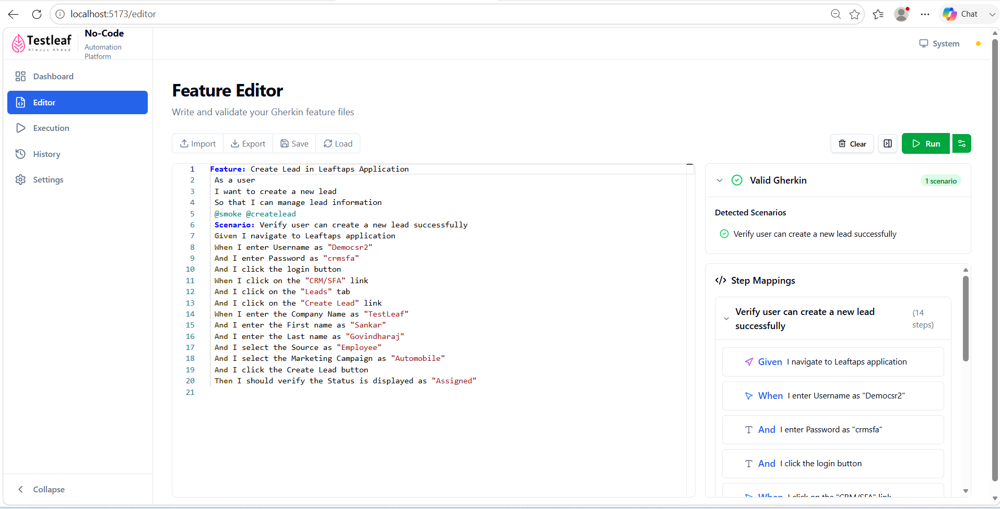 localhost:5173/editor
Chat
Testleaf
Always Ahead
No-Code
Automation
Platform
System
Dashboard
Editor
Execution
History
Settings
Collapse
Feature Editor
Write and validate your Gherkin feature files
Import
Export
Save
Load
Clear
Run
1 Feature: Create Lead in Leaftaps Application
2 As a user
3 I want to create a new lead
4 So that I can manage lead information
5 @smoke @createlead
6 Scenario: Verify user can create a new lead successfully
7 Given I navigate to Leaftaps application
8 When I enter Username as "Democsr2"
9 And I enter Password as "crmsfa"
10 And I click the login button
11 When I click on the "CRM/SFA" link
12 And I click on the "Leads" tab
13 And I click on the "Create Lead" link
14 When I enter the Company Name as "TestLeaf"
15 And I enter the First name as "Sankar"
16 And I enter the Last name as "Govindharaj"
17 And I select the Source as "Employee"
18 And I select the Marketing Campaign as "Automobile"
19 And I click the Create Lead button
20 Then I should verify the Status is displayed as "Assigned"
21
Valid Gherkin
1 scenario
Detected Scenarios
Verify user can create a new lead successfully
</> Step Mappings
Verify user can create a new lead
successfully
(14
steps)
Given I navigate to Leaftaps application
When I enter Username as "Democsr2"
And I enter Password as "crmsfa"
And I click the login button
When I click on the "CRM/SFA" link